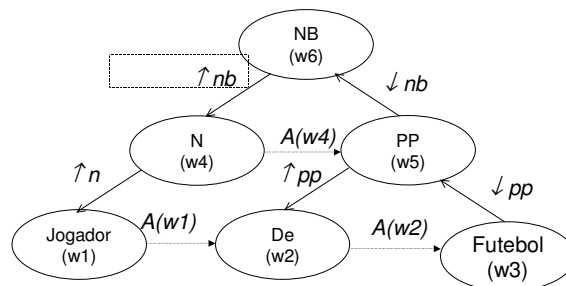 NB
(w6)
↑ nb
↓ nb
N
(w4)
A(w4)
PP
(w5)
↑ n
↑ pp
↓ pp
Jogador
(w1)
A(w1)
De
(w2)
A(w2)
Futebol
(w3)